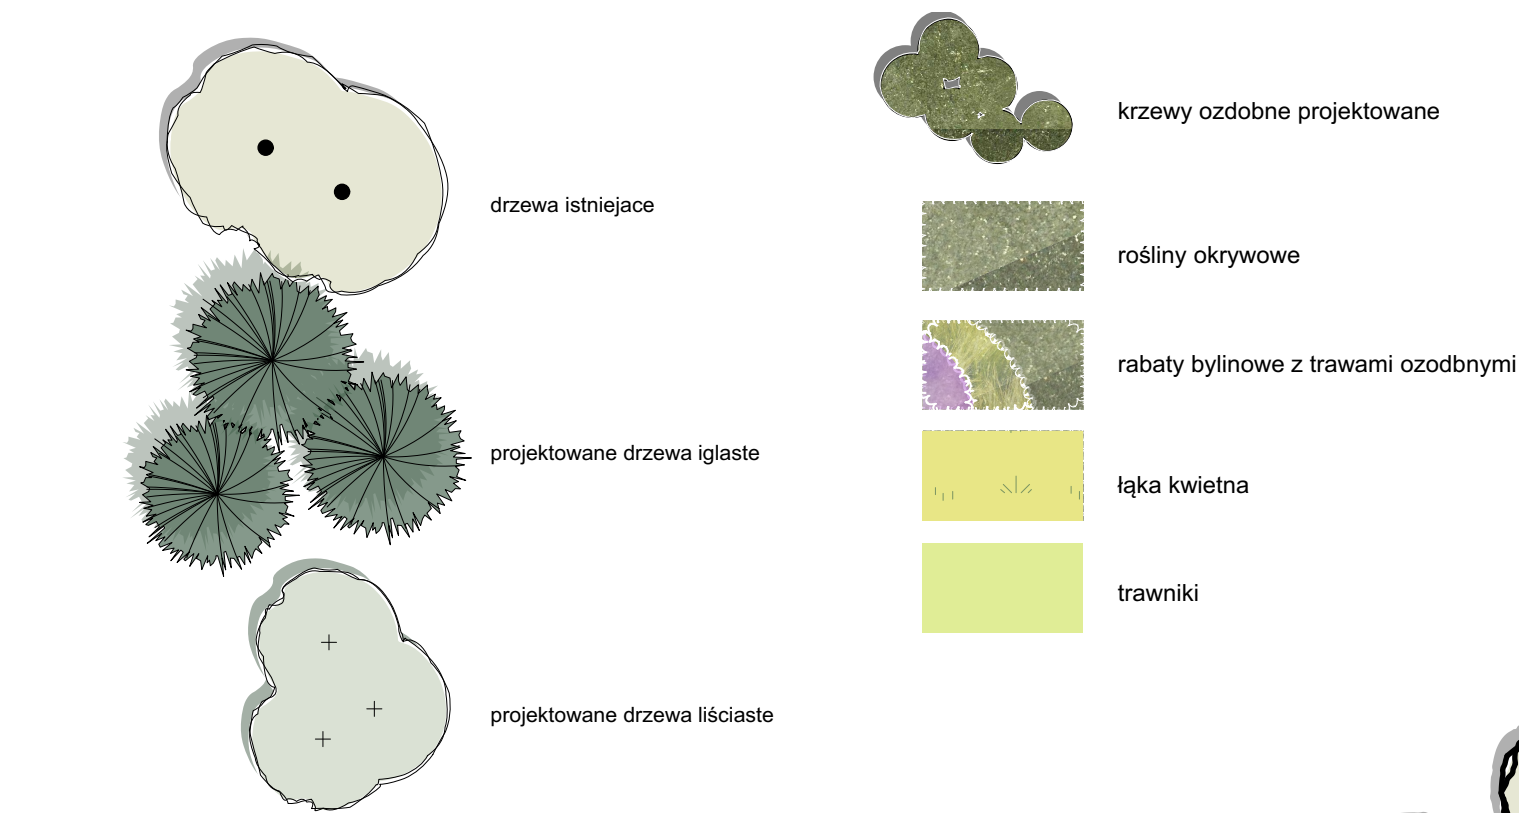 drzewa istniejace
projektowane drzewa iglaste
projektowane drzewa liściaste
krzewy ozdobne projektowane
rośliny okrywowe
rabaty bylinowe z trawami ozodbnymi
łąka kwietna
trawniki